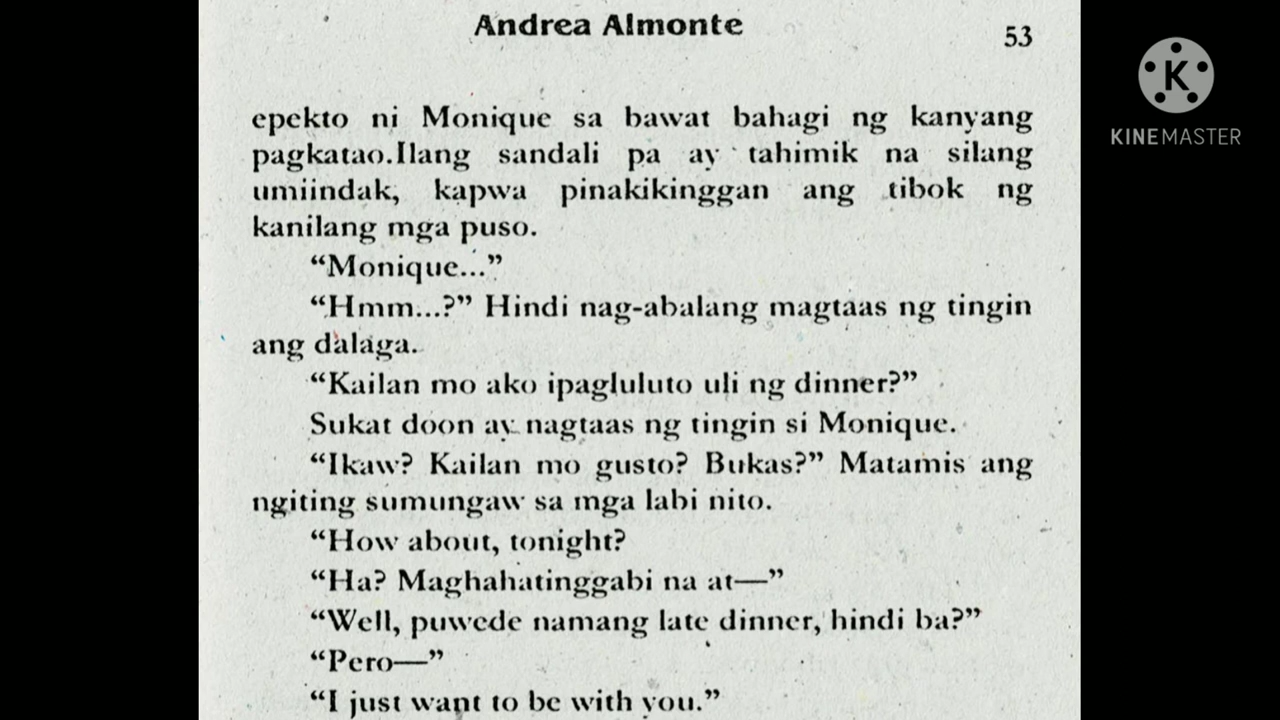 Andrea Almonte
53
epekto ni Monique sa bawat bahagi ng kanyang
pagkatao.Ilang sandali pa ay tahimik na silang
umiindak, kapwa pinakikinggan ang tibok ng
kanilang mga puso.
“Monique...”
“Hmm...?” Hindi nag-abalang magtaas ng tingin
ang dalaga.
“Kailan mo ako ipagluluto uli ng dinner?”
Sukat doon ay nagtaas ng tingin si Monique.
“Ikaw? Kailan mo gusto? Bukas?” Matamis ang
ngiting sumungaw sa mga labi nito.
“How about, tonight?
“Ha? Maghahatinggabi na at—”
“Well, puwede namang late dinner, hindi ba?”
“Pero—”
“I just want to be with you.”
K
KINEMASTER